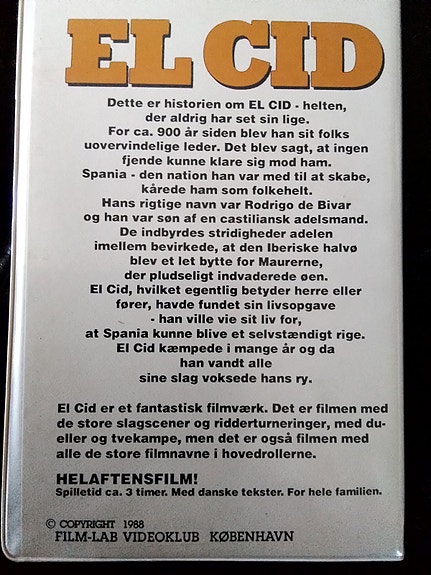 EL CID
Dette er historien om EL CID - helten,
der aldrig har set sin lige.
For ca. 900 år siden blev han sit folks
uovervindelige leder. Det blev sagt, at ingen
fjende kunne klare sig mod ham.
Spania - den nation han var med til at skabe,
kårede ham som folkehelt.
Hans rigtige navn var Rodrigo de Bivar
og han var søn af en castiliansk adelsmand.
De indbyrdes stridigheder adelen
imellem bevirkede, at den Iberiske halvø
blev et let bytte for Maurerne,
der pludseligt indvaderede øen.
El Cid, hvilket egentlig betyder herre eller
fører, havde fundet sin livsopgave
- han ville vie sit liv for,
at Spania kunne blive et selvstændigt rige.
El Cid kæmpede i mange år og da
han vandt alle
sine slag voksede hans ry.
El Cid er et fantastisk filmværk. Det er filmen med
de store slagscener og ridderturneringer, med du-
eller og tvekampe, men det er også filmen med
alle de store filmnavne i hovedrollerne.
HELAFTENSFILM!
Spilletid ca. 3 timer. Med danske tekster. For hele familien.
© COPYRIGHT 1988
FILM-LAB VIDEOKLUB KØBENHAVN